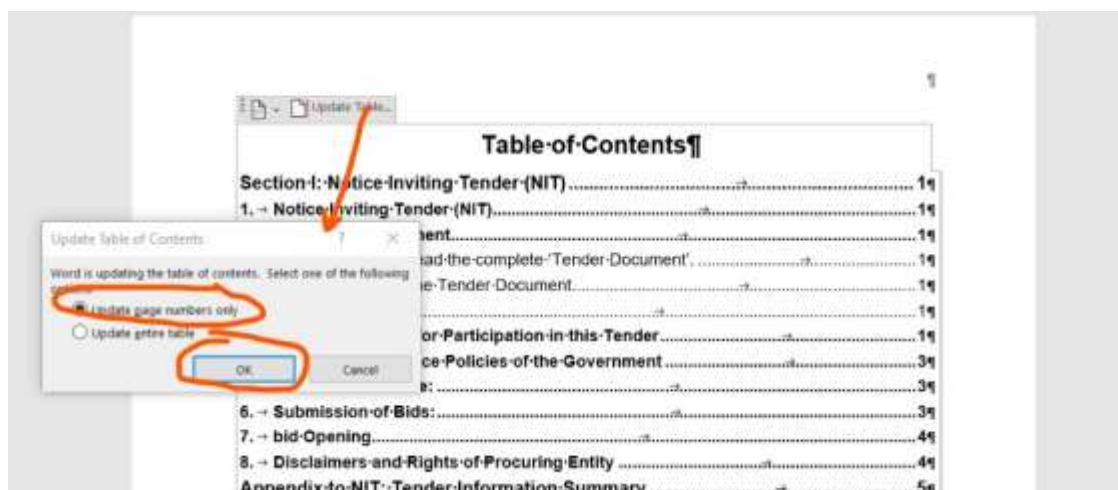 ¶
Update Table...
Table·of·Contents¶
Section·I:·Notice·Inviting·Tender·(NIT) → 1¶
1. → Notice·Inviting·Tender·(NIT) → 1¶
ent → 1¶
ad·the·complete·'Tender·Document'. → 1¶
e·Tender·Document → 1¶
→ 1¶
or·Participation·in·this·Tender → 1¶
ce·Policies·of·the·Government → 3¶
: → 3¶
6. → Submission·of·Bids: → 3¶
7. → bid·Opening → 4¶
8. → Disclaimers·and·Rights·of·Procuring·Entity → 4¶
Appendix·to·NIT:·Tender·Information·Summary → 5¶
Update Table of Contents ? ×
Word is updating the table of contents. Select one of the following
Update page numbers only
Update entire table
OK Cancel